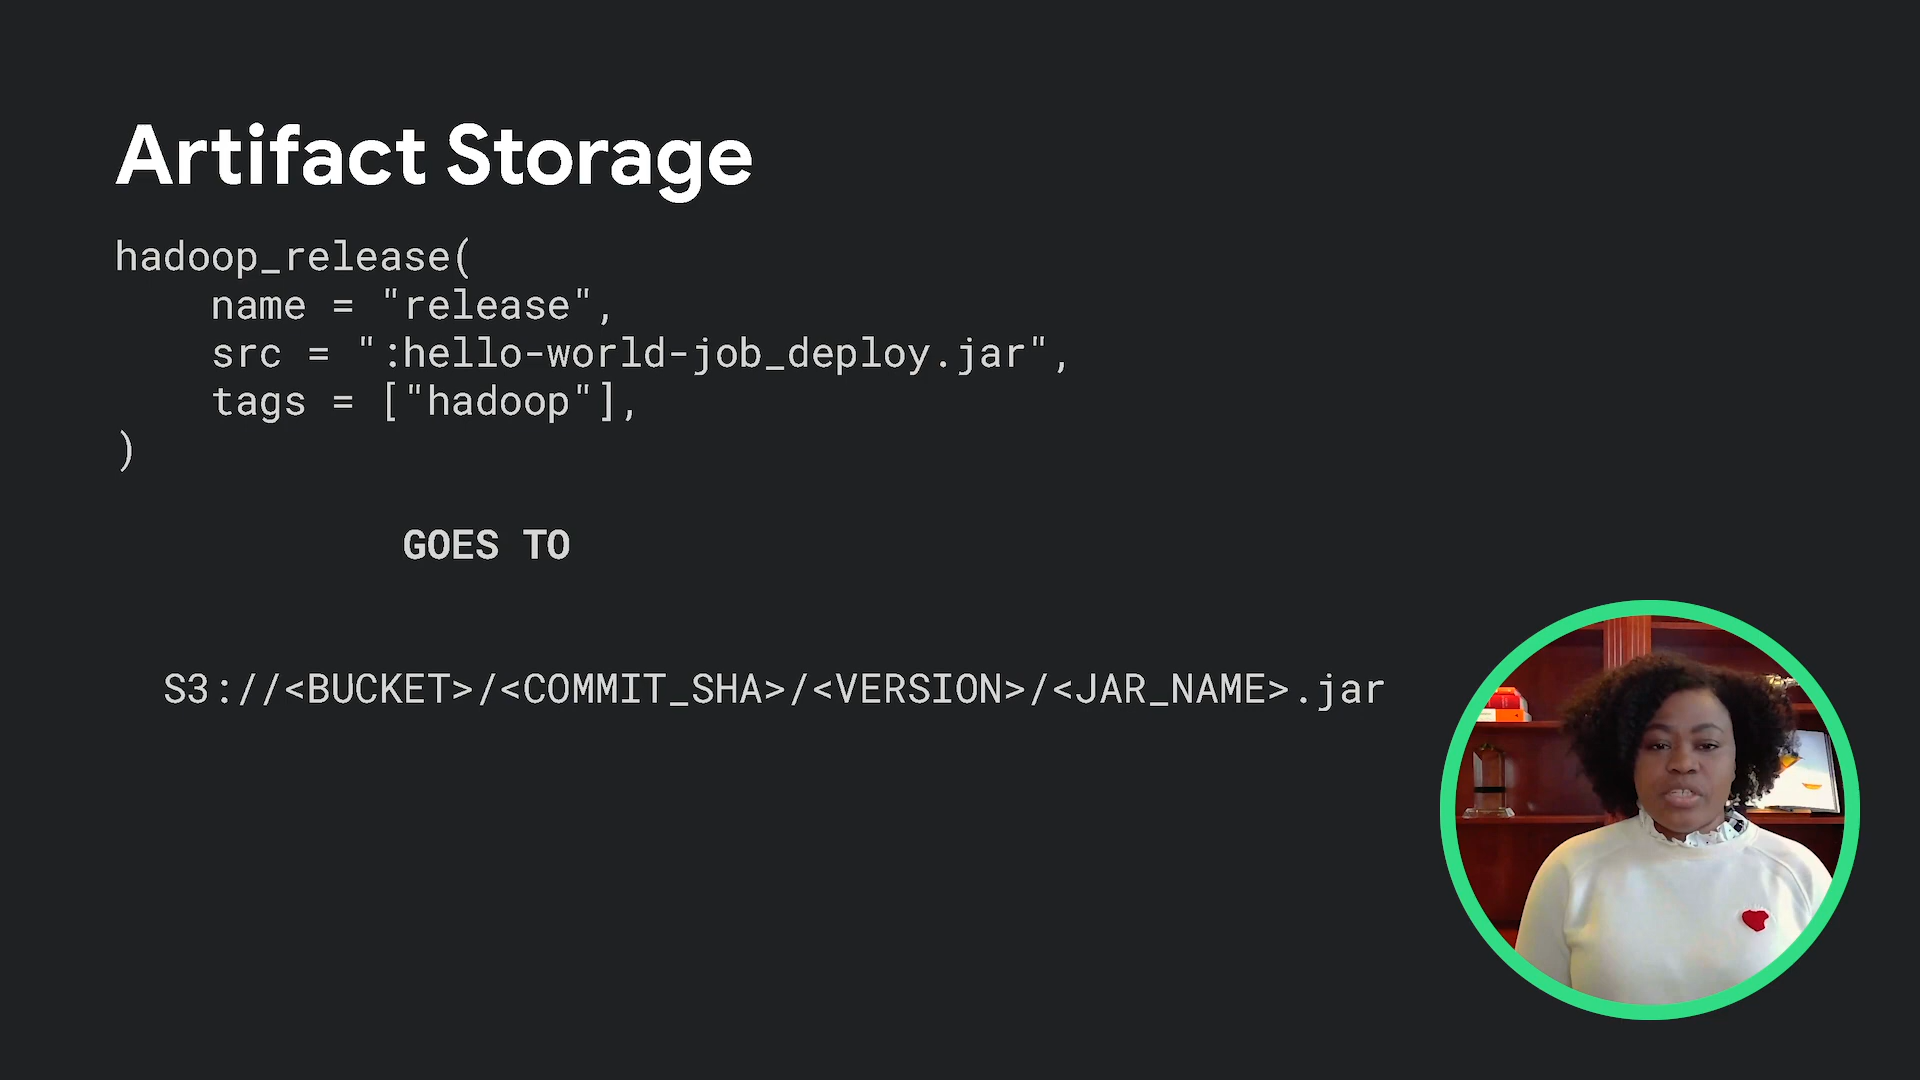 Artifact Storage
hadoop_release(
    name = "release",
    src = ":hello-world-job_deploy.jar",
    tags = ["hadoop"],
)
GOES TO
S3://<BUCKET>/<COMMIT_SHA>/<VERSION>/<JAR_NAME>.jar